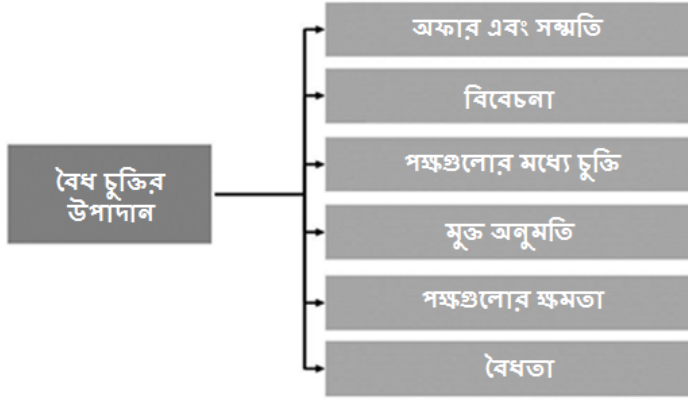 বৈধ চুক্তির
উপাদান
অফার এবং সম্মতি
বিবেচনা
পক্ষগুলোর মধ্যে চুক্তি
মুক্ত অনুমতি
পক্ষগুলোর ক্ষমতা
বৈধতা